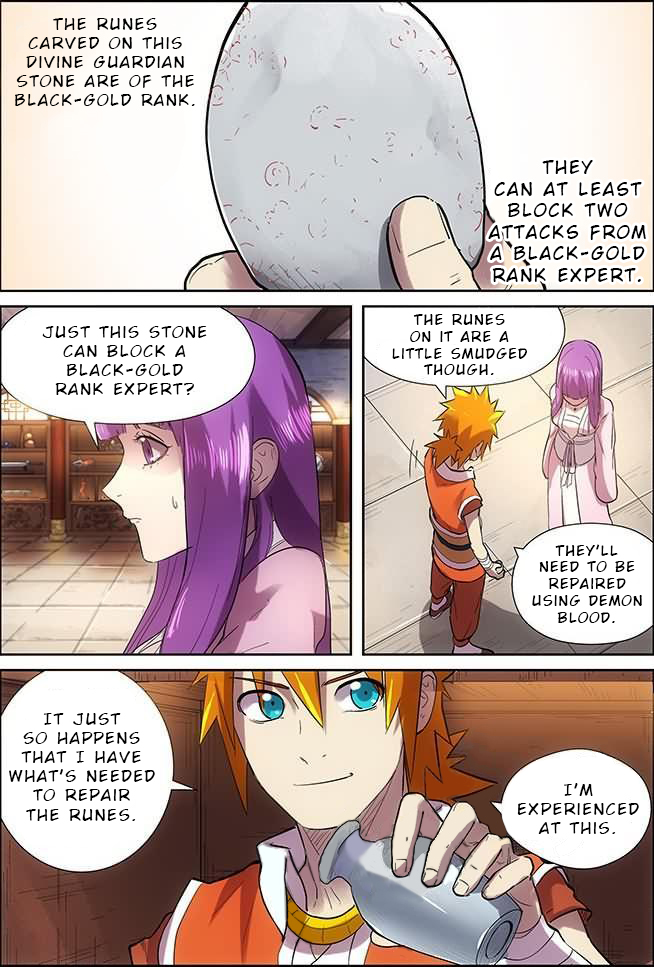 THE RUNES
CARVED ON THIS
DIVINE GUARDIAN
STONE ARE OF THE
BLACK-GOLD RANK.
THEY
CAN AT LEAST
BLOCK TWO
ATTACKS FROM
A BLACK-GOLD
RANK EXPERT.
JUST THIS STONE
CAN BLOCK A
BLACK-GOLD
RANK EXPERT?
THE RUNES
ON IT ARE A
LITTLE SMUDGED
THOUGH.
THEY'LL
NEED TO BE
REPAIRED
USING DEMON
BLOOD.
IT JUST
SO HAPPENS
THAT I HAVE
WHAT'S NEEDED
TO REPAIR
THE RUNES.
I'M
EXPERIENCED
AT THIS.